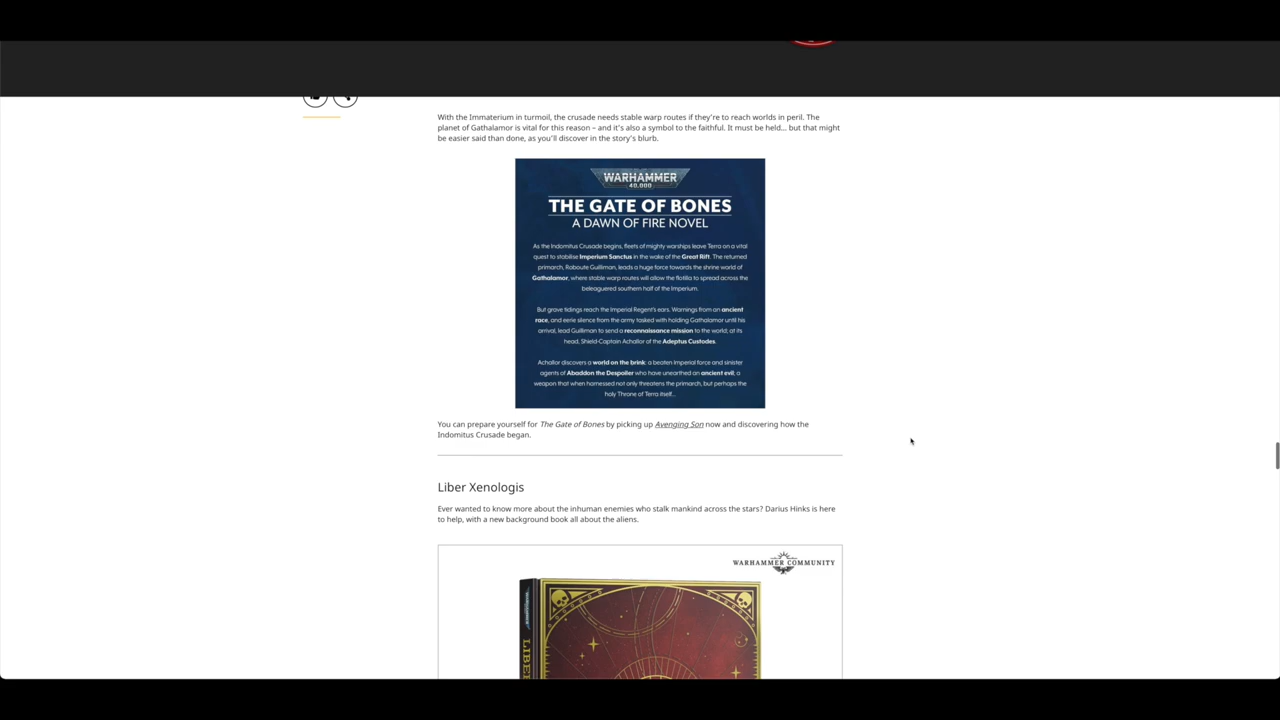 With the Immaterium in turmoil, the crusade needs stable warp routes if they're to reach worlds in peril. The
planet of Gathalamor is vital for this reason – and it's also a symbol to the faithful. It must be held... but that might
be easier said than done, as you'll discover in the story's blurb.
WARHAMMER
40,000
THE GATE OF BONES
A DAWN OF FIRE NOVEL
As the Indomitus Crusade begins, fleets of mighty warships leave Terra on a vital
quest to stabilise Imperium Sanctus in the wake of the Great Rift. The returned
primarch, Roboute Guilliman, leads a huge force towards the shrine world of
Gathalamor, where stable warp routes will allow the flotilla to spread across the
beleaguered southern half of the Imperium.
But grave tidings reach the Imperial Regent's ears. Warnings from an ancient
race, and eerie silence from the army tasked with holding Gathalamor until his
arrival, lead Guilliman to send a reconnaissance mission to the world; at its
head, Shield-Captain Achallor of the Adeptus Custodes.
Achallor discovers a world on the brink: a beaten Imperial force and sinister
agents of Abaddon the Despoiler who have unearthed an ancient evil; a
weapon that when harnessed not only threatens the primarch, but perhaps the
holy Throne of Terra itself...
You can prepare yourself for The Gate of Bones by picking up Avenging Son now and discovering how the
Indomitus Crusade began.
Liber Xenologis
Ever wanted to know more about the inhuman enemies who stalk mankind across the stars? Darius Hinks is here
to help, with a new background book all about the aliens.
WARHAMMER COMMUNITY
LIBE